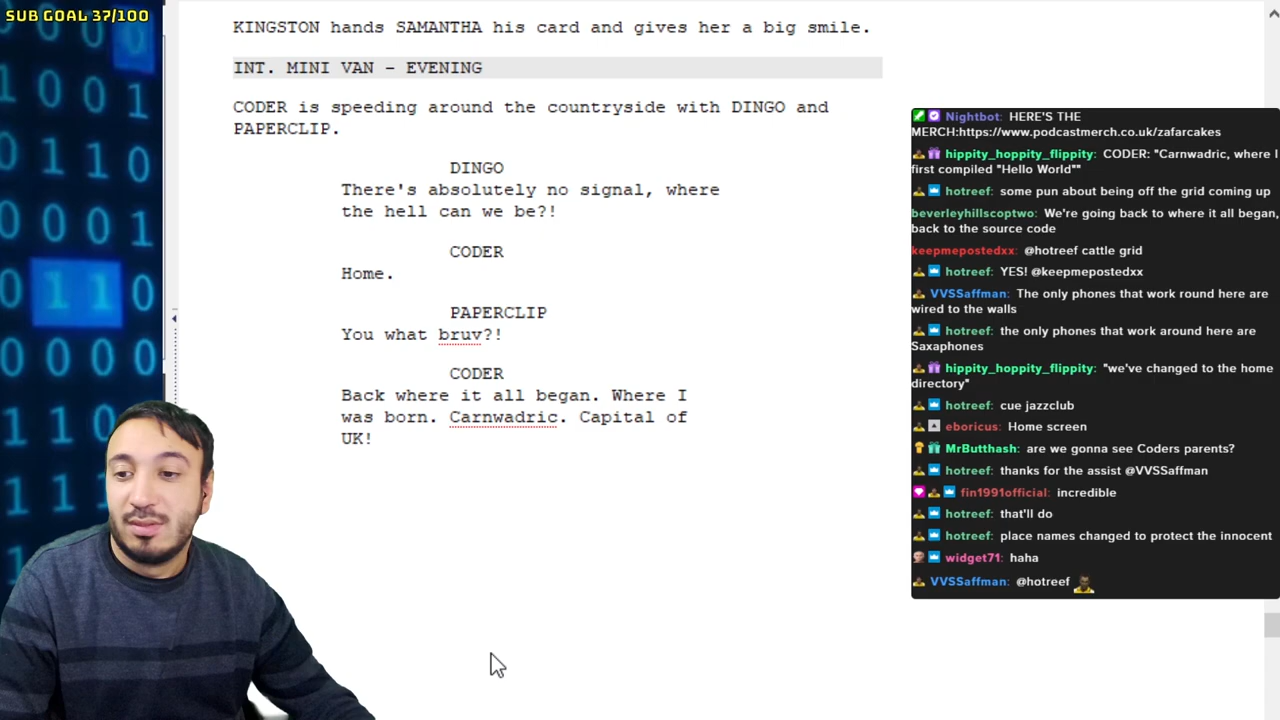 SUB GOAL 37/100
KINGSTON hands SAMANTHA his card and gives her a big smile.
INT. MINI VAN - EVENING
CODER is speeding around the countryside with DINGO and
PAPERCLIP.
DINGO
There's absolutely no signal, where
the hell can we be?!
CODER
Home.
PAPERCLIP
You what bruv?!
CODER
Back where it all began. Where I
was born. Carnwadric. Capital of
UK!
Nightbot: HERE'S THE
MERCH:https://www.podcastmerch.co.uk/zafarcakes
hippity_hoppity_flippity: CODER: "Carnwadric, where I
first compiled "Hello World""
hotreef: some pun about being off the grid coming up
beverleyhillscoptwo: We're going back to where it all began,
back to the source code
keepmepostedxx: @hotreef cattle grid
hotreef: YES! @keepmepostedxx
VVSSaffman: The only phones that work round here are
wired to the walls
hotreef: the only phones that work around here are
Saxaphones
hippity_hoppity_flippity: "we've changed to the home
directory"
hotreef: cue jazzclub
eboricus: Home screen
MrButthash: are we gonna see Coders parents?
hotreef: thanks for the assist @VVSSaffman
fin1991official: incredible
hotreef: that'll do
hotreef: place names changed to protect the innocent
widget71: haha
VVSSaffman: @hotreef